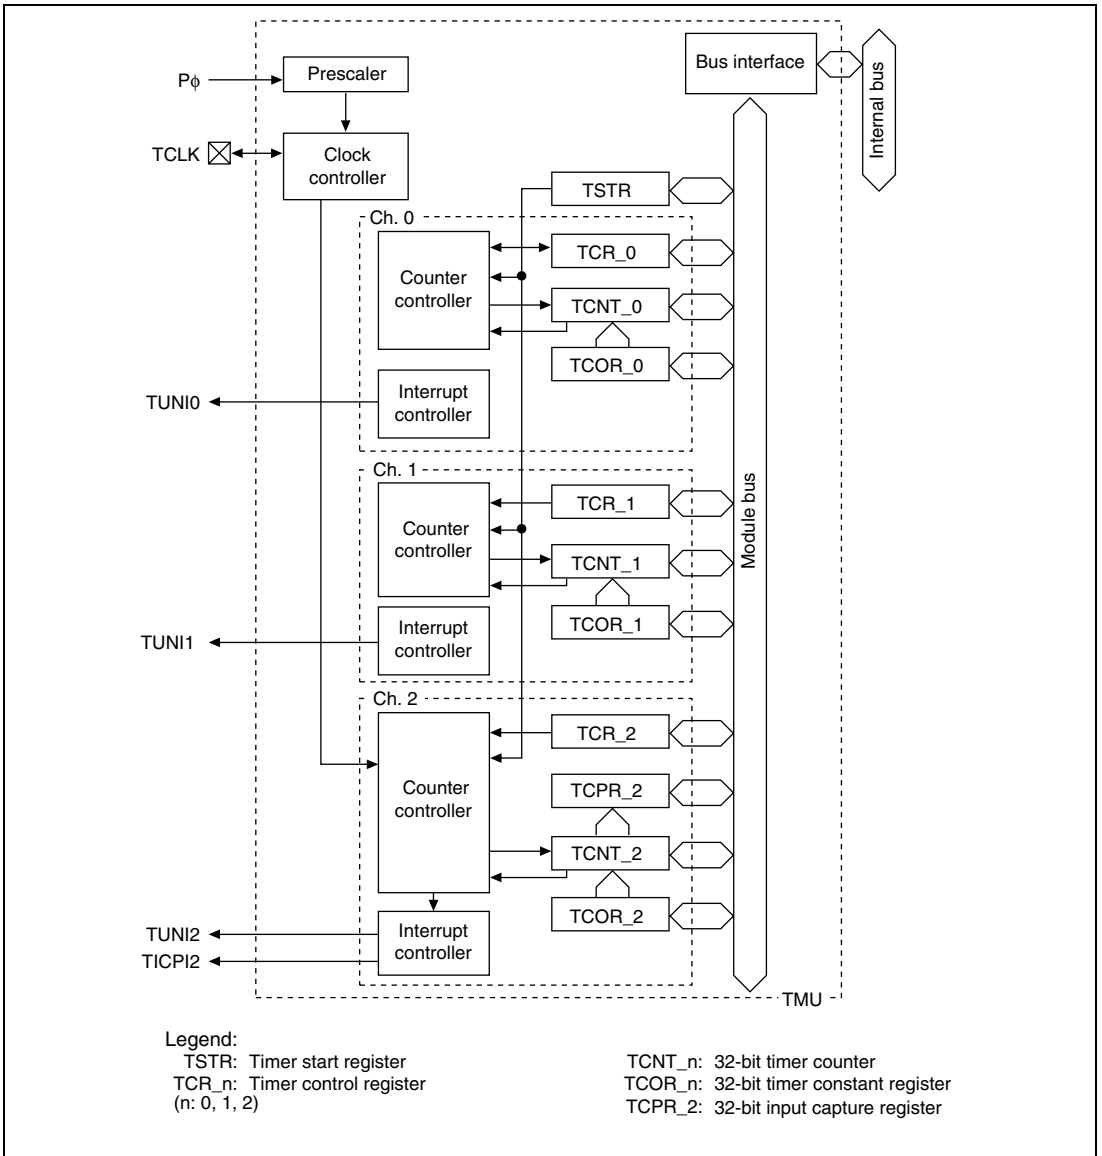 Pϕ
Prescaler
Bus interface
Internal bus
TCLK
Clock
controller
TSTR
Ch. 0
Counter
controller
TCR_0
TCNT_0
TCOR_0
TUNI0
Interrupt
controller
Ch. 1
Counter
controller
TCR_1
TCNT_1
TCOR_1
Module bus
TUNI1
Interrupt
controller
Ch. 2
Counter
controller
TCR_2
TCPR_2
TCNT_2
TCOR_2
TUNI2
TICPI2
Interrupt
controller
TMU
Legend:
TSTR: Timer start register
TCR_n: Timer control register
(n: 0, 1, 2)
TCNT_n: 32-bit timer counter
TCOR_n: 32-bit timer constant register
TCPR_2: 32-bit input capture register